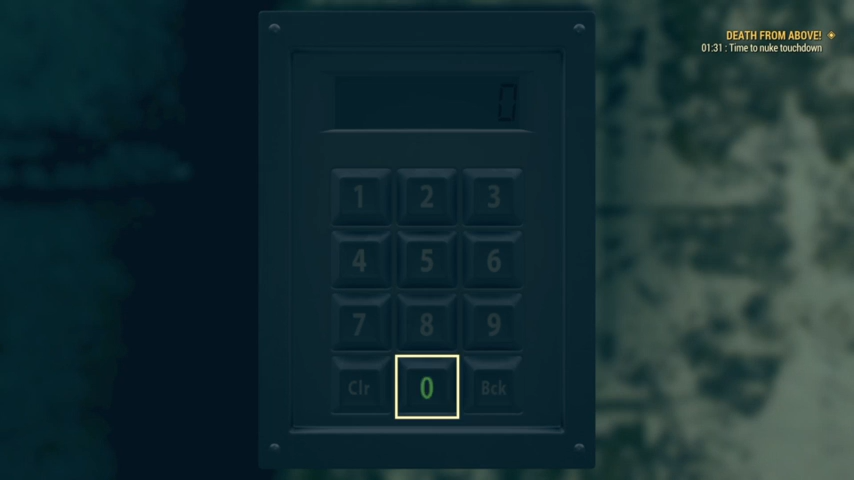 DEATH FROM ABOVE!
01:31 : Time to nuke touchdown
0
1 2 3
4 5 6
7 8 9
Clr 0 Bck